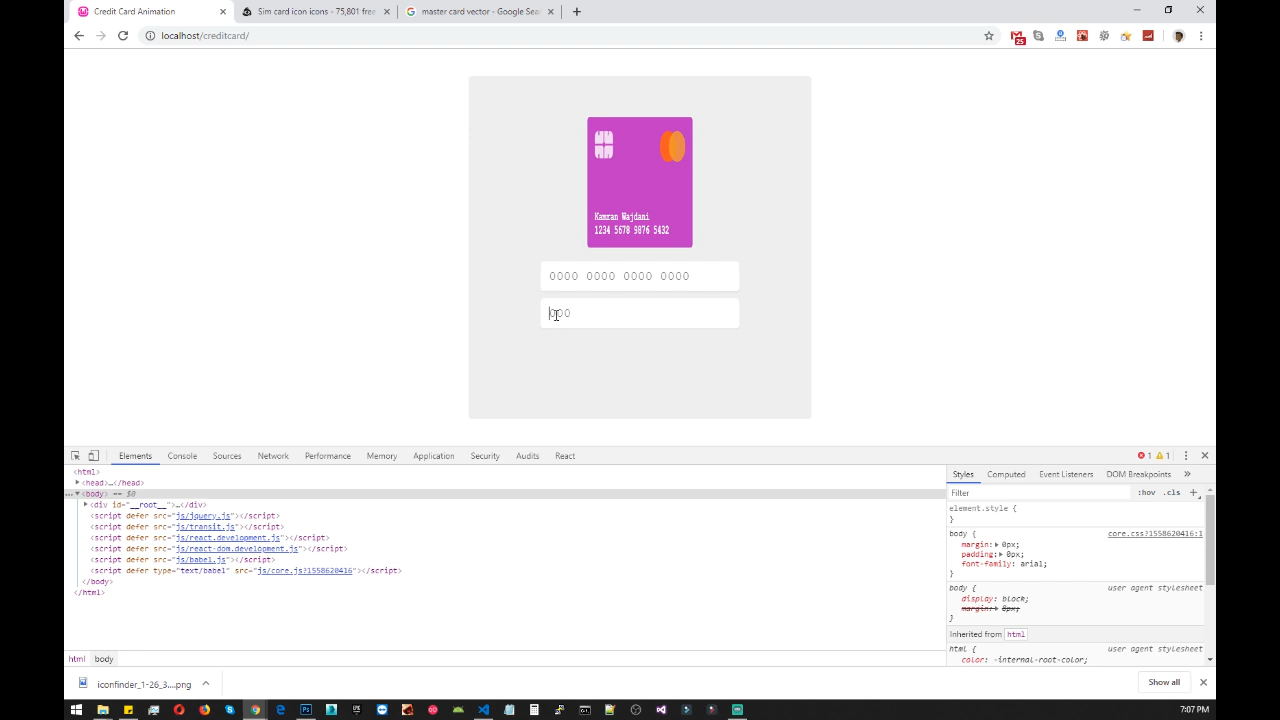 Credit Card Animation
Sim card icon icons - 75,801 free
master card vector - Google Sea
localhost/creditcard/
25
Kamran Wajdani
1234 5678 9876 5432
0000 0000 0000 0000
000
Elements Console Sources Network Performance Memory Application Security Audits React
1 1
<html>
<head>…</head>
<body> == $0
<div id="__root__">…</div>
<script defer src="js/jquery.js"></script>
<script defer src="js/transit.js"></script>
<script defer src="js/react.development.js"></script>
<script defer src="js/react-dom.development.js"></script>
<script defer src="js/babel.js"></script>
<script defer type="text/babel" src="js/core.js?1558620416"></script>
</body>
</html>
html body
Styles Computed Event Listeners DOM Breakpoints »
Filter :hov .cls +
element.style {
}
body { core.css?1558620416:1
margin: 0px;
padding: 0px;
font-family: arial;
}
body { user agent stylesheet
display: block;
margin: 8px;
}
Inherited from html
html { user agent stylesheet
color: -internal-root-color;
iconfinder_1-26_3....png
Show all
7:07 PM